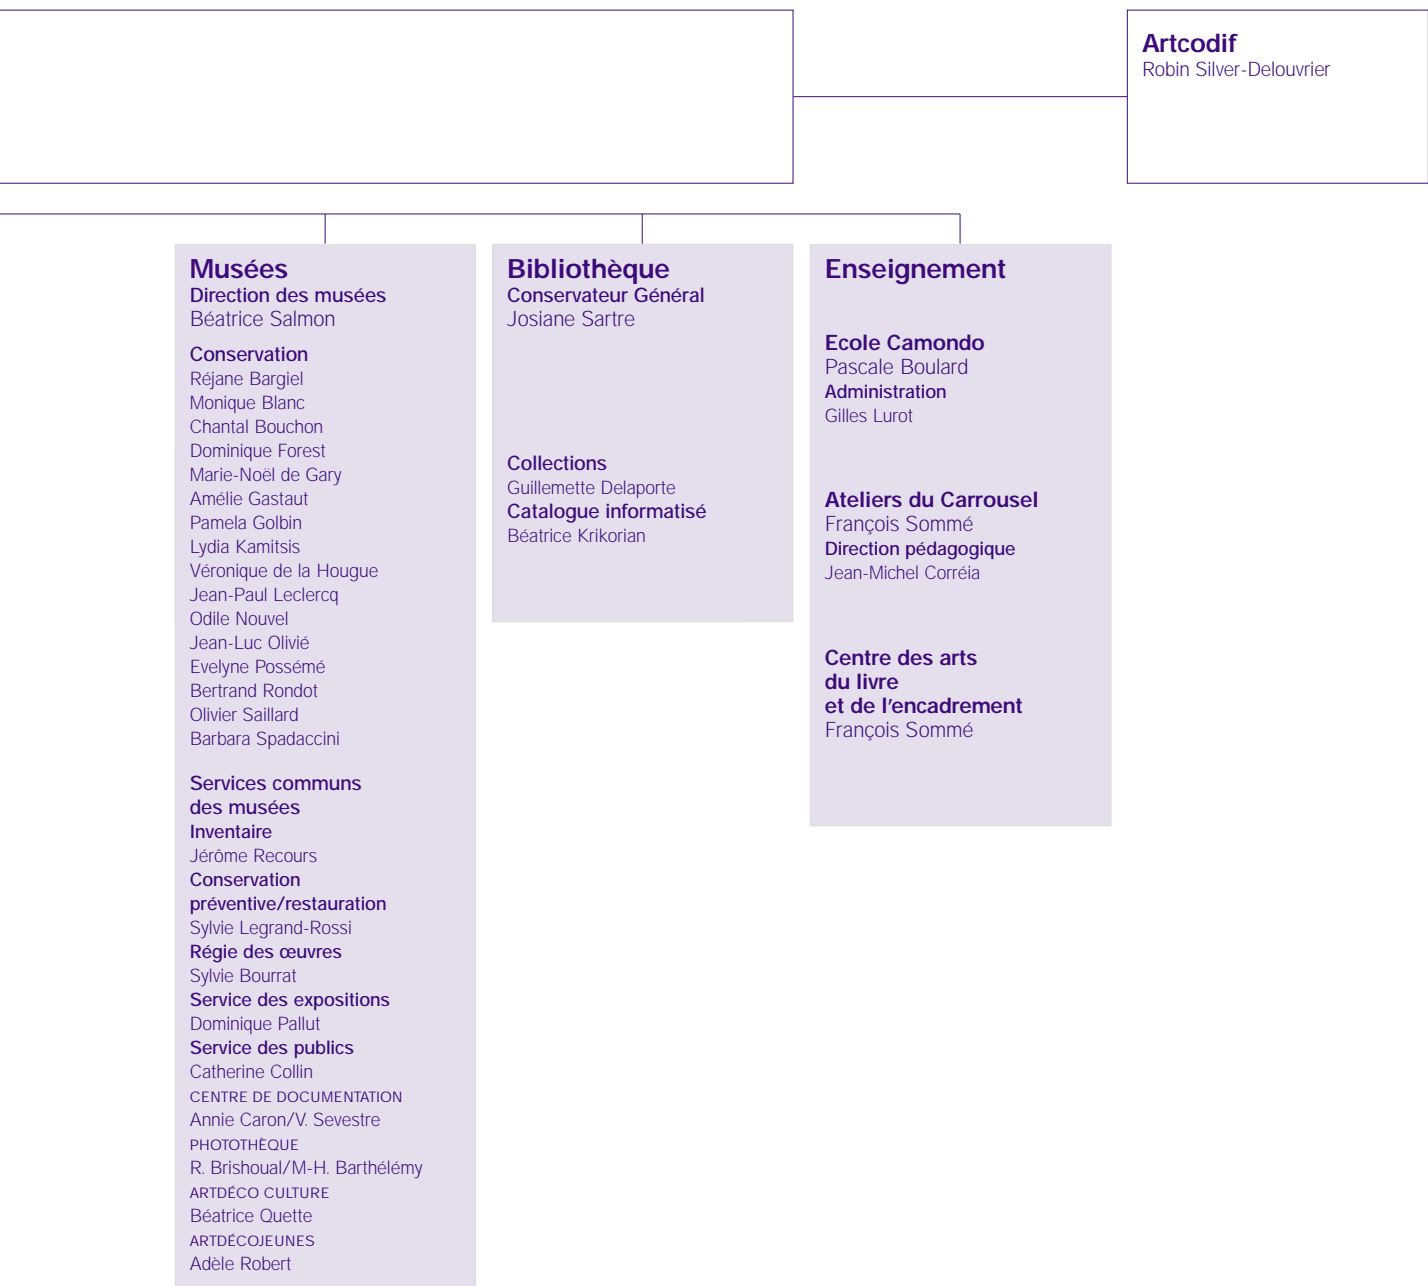 Artcodif
Robin Silver-Delouvrier
Musées
Direction des musées
Béatrice Salmon
Conservation
Réjane Bargiel
Monique Blanc
Chantal Bouchon
Dominique Forest
Marie-Noël de Gary
Amélie Gastaut
Pamela Golbin
Lydia Kamitsis
Véronique de la Hougue
Jean-Paul Leclercq
Odile Nouvel
Jean-Luc Olivié
Evelyne Possémé
Bertrand Rondot
Olivier Saillard
Barbara Spadaccini
Services communs
des musées
Inventaire
Jérôme Recours
Conservation
préventive/restauration
Sylvie Legrand-Rossi
Régie des œuvres
Sylvie Bourrat
Service des expositions
Dominique Pallut
Service des publics
Catherine Collin
CENTRE DE DOCUMENTATION
Annie Caron/V. Sevestre
PHOTOTHÈQUE
R. Brishoual/M-H. Barthélémy
ARTDÉCO CULTURE
Béatrice Quette
ARTDÉCOJEUNES
Adèle Robert
Bibliothèque
Conservateur Général
Josiane Sartre
Collections
Guillemette Delaporte
Catalogue informatisé
Béatrice Krikorian
Enseignement
Ecole Camondo
Pascale Boulard
Administration
Gilles Lurot
Ateliers du Carrousel
François Sommé
Direction pédagogique
Jean-Michel Corréia
Centre des arts
du livre
et de l'encadrement
François Sommé